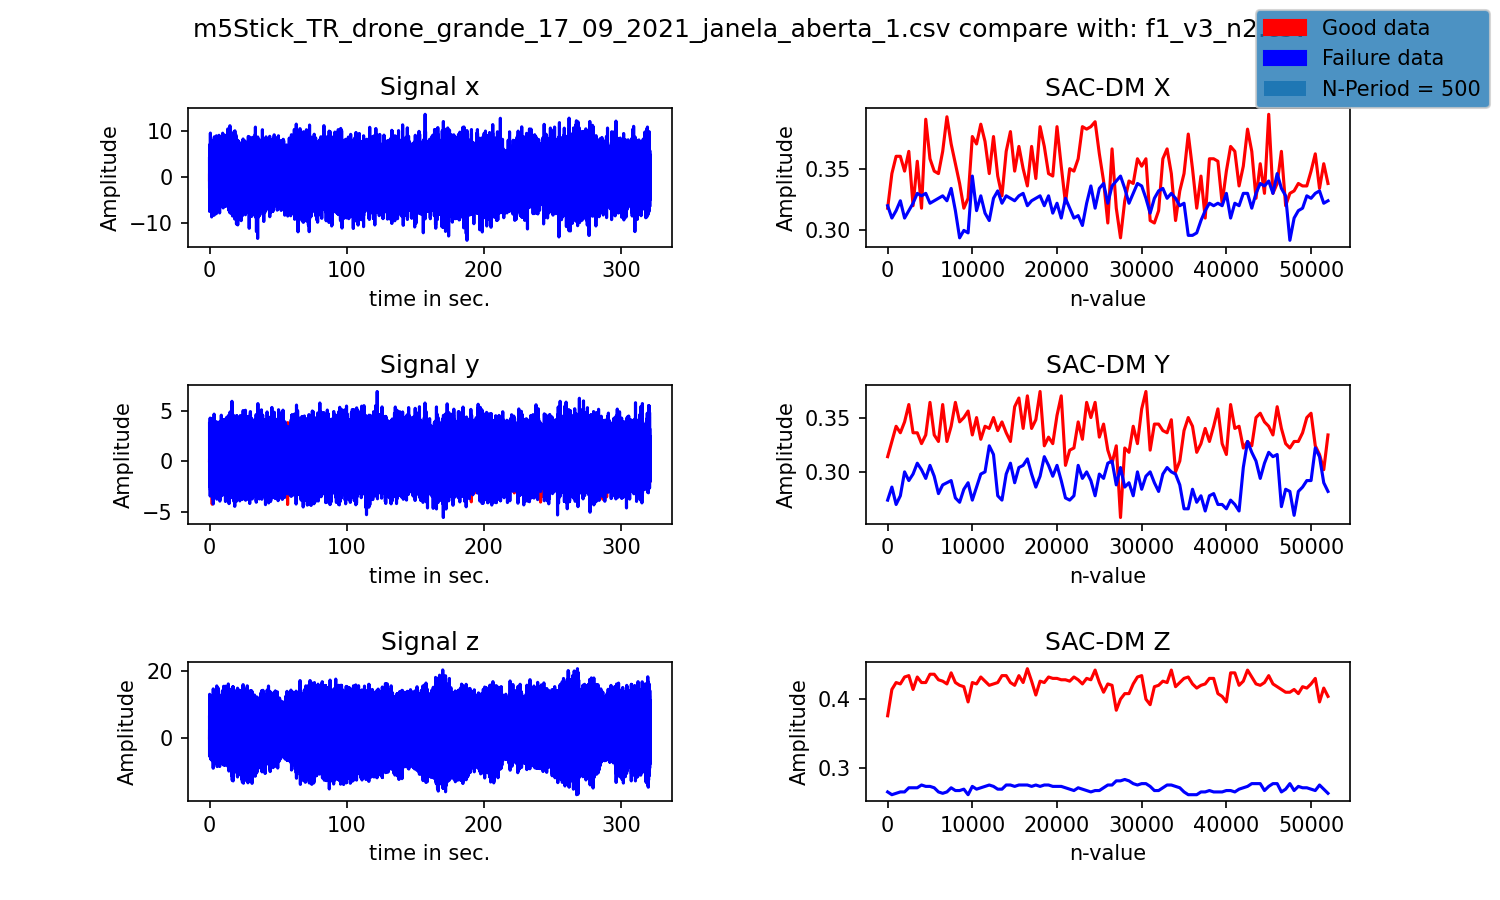 m5Stick_TR_drone_grande_17_09_2021_janela_aberta_1.csv compare with: f1_v3_n2
Good data
Failure data
N-Period = 500
Signal x
Amplitude
10
0
−10
0 100 200 300
time in sec.
SAC-DM X
Amplitude
0.35
0.30
0 10000 20000 30000 40000 50000
n-value
Signal y
Amplitude
5
0
−5
0 100 200 300
time in sec.
SAC-DM Y
Amplitude
0.35
0.30
0 10000 20000 30000 40000 50000
n-value
Signal z
Amplitude
20
0
0 100 200 300
time in sec.
SAC-DM Z
Amplitude
0.4
0.3
0 10000 20000 30000 40000 50000
n-value